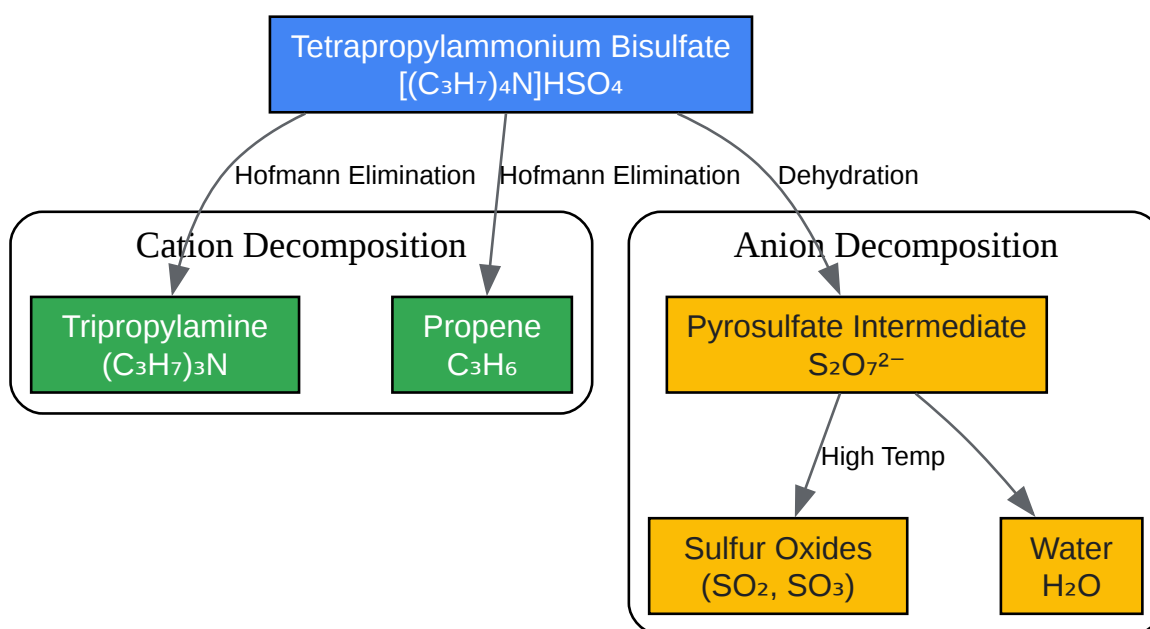 Tetrapropylammonium Bisulfate
[(C₃H₇)₄N]HSO₄
Hofmann Elimination
Hofmann Elimination
Dehydration
Cation Decomposition
Anion Decomposition
Tripropylamine
(C₃H₇)₃N
Propene
C₃H₆
Pyrosulfate Intermediate
S₂O₇²⁻
High Temp
Sulfur Oxides
(SO₂, SO₃)
Water
H₂O